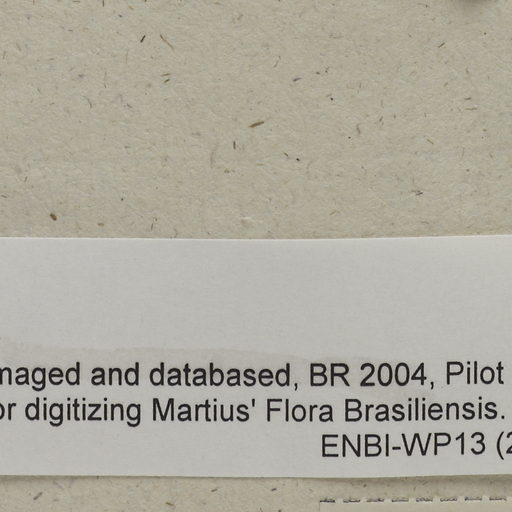 maged and databased, BR 2004, Pilot
or digitizing Martius' Flora Brasiliensis.
ENBI-WP13 (2